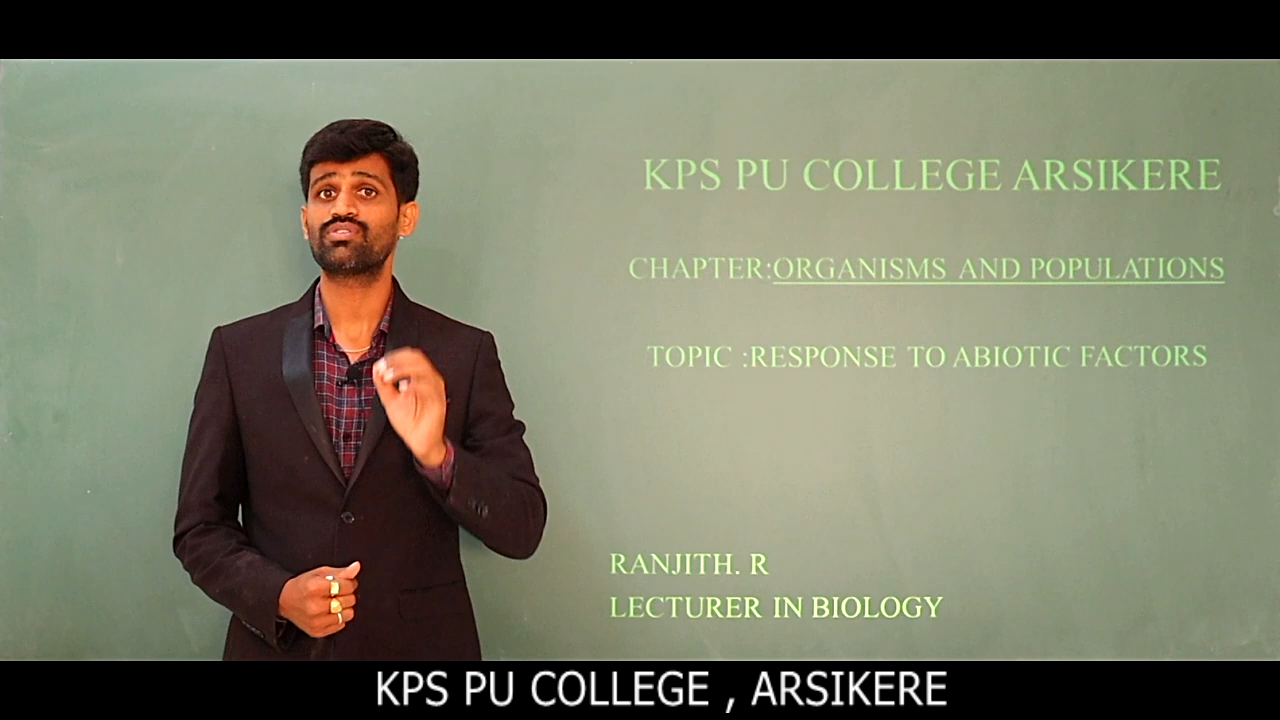 KPS PU COLLEGE ARSIKERE
CHAPTER:ORGANISMS AND POPULATIONS
TOPIC :RESPONSE TO ABIOTIC FACTORS
RANJITH. R
LECTURER IN BIOLOGY
KPS PU COLLEGE , ARSIKERE